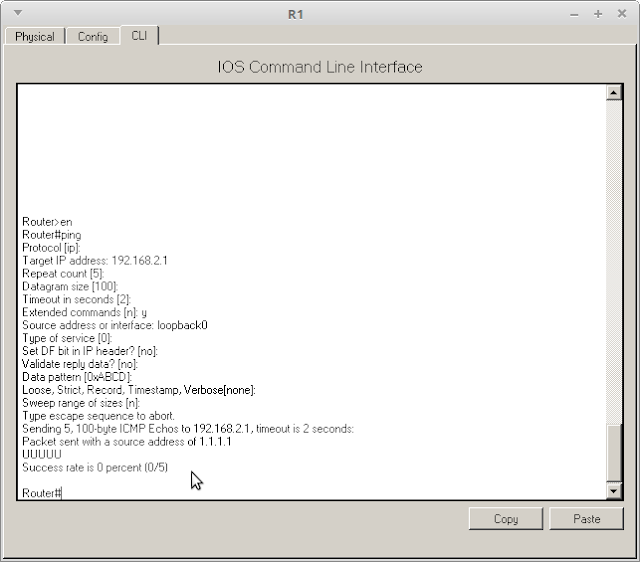 R1
Physical
Config
CLI
IOS Command Line Interface
Router>en
Router#ping
Protocol [ip]:
Target IP address: 192.168.2.1
Repeat count [5]:
Datagram size [100]:
Timeout in seconds [2]:
Extended commands [n]: y
Source address or interface: loopback0
Type of service [0]:
Set DF bit in IP header? [no]:
Validate reply data? [no]:
Data pattern [0xABCD]:
Loose, Strict, Record, Timestamp, Verbose[none]:
Sweep range of sizes [n]:
Type escape sequence to abort.
Sending 5, 100-byte ICMP Echos to 192.168.2.1, timeout is 2 seconds:
Packet sent with a source address of 1.1.1.1
UUUUU
Success rate is 0 percent (0/5)
Router#
Copy
Paste